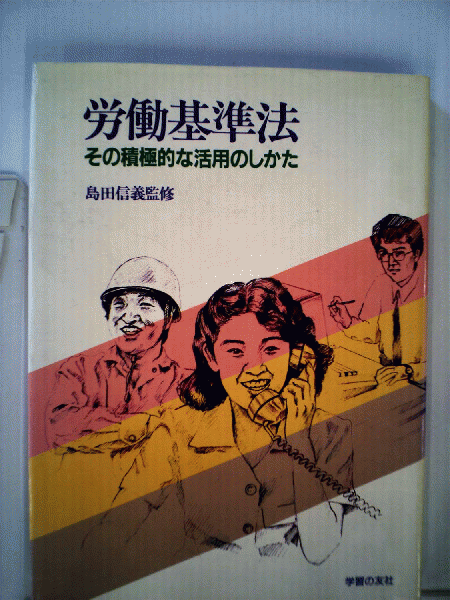 労働基準法
その積極的な活用のしかた
島田信義監修
学習の友社